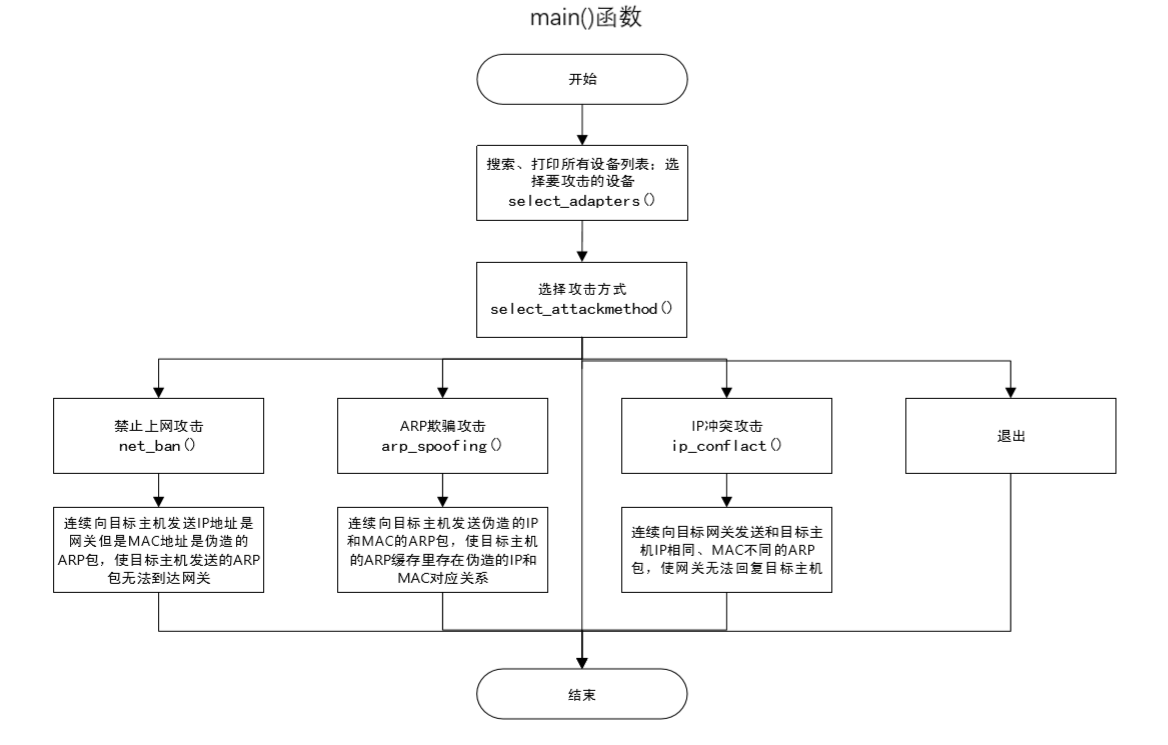 main()函数
开始
搜索、打印所有设备列表；选
择要攻击的设备
select_adapters()
选择攻击方式
select_attackmethod()
禁止上网攻击
net_ban()
ARP欺骗攻击
arp_spoofing()
IP冲突攻击
ip_conflact()
退出
连续向目标主机发送IP地址是
网关但是MAC地址是伪造的
ARP包，使目标主机发送的ARP
包无法到达网关
连续向目标主机发送伪造的IP
和MAC的ARP包，使目标主机
的ARP缓存里存在伪造的IP和
MAC对应关系
连续向目标网关发送和目标主
机IP相同、MAC不同的ARP
包，使网关无法回复目标主机
结束